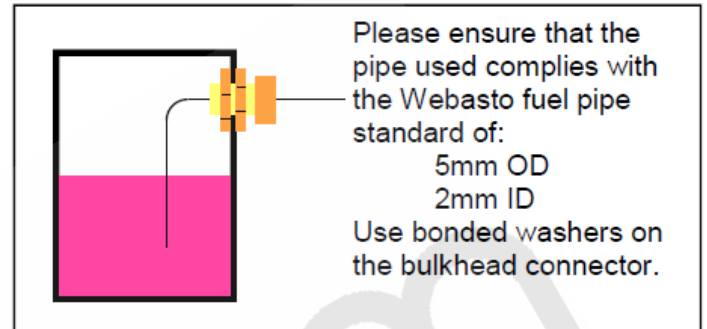 Please ensure that the
pipe used complies with
the Webasto fuel pipe
standard of:
5mm OD
2mm ID
Use bonded washers on
the bulkhead connector.